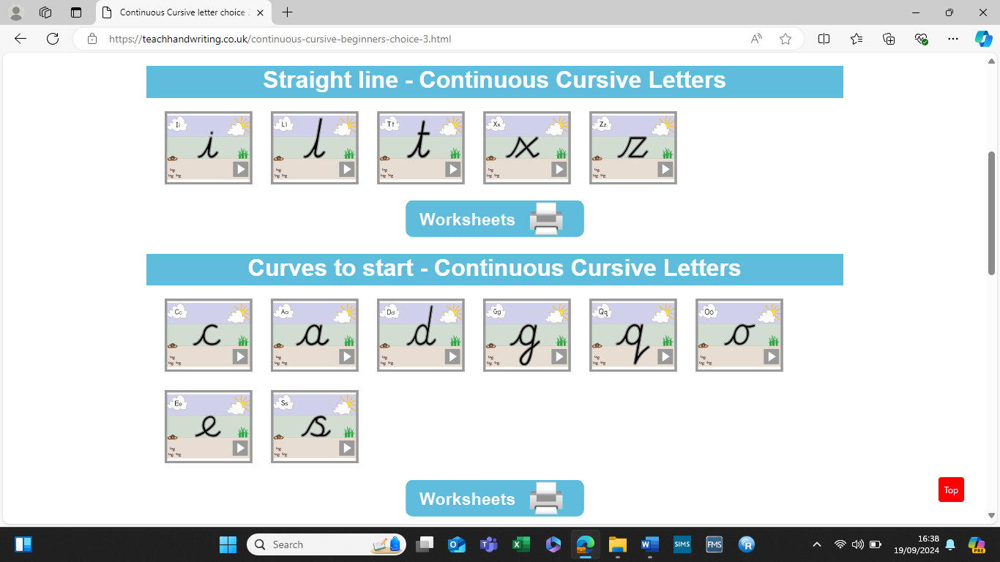 Continuous Cursive letter choice 3
https://teachhandwriting.co.uk/continuous-cursive-beginners-choice-3.html
Straight line - Continuous Cursive Letters
Ii Ll Tt Xx Zz
i l t x z
Worksheets
Curves to start - Continuous Cursive Letters
Cc Aa Dd Gg Qq Oo
c a d g q o
Ee Ss
e s
Worksheets
Top
Search
SIMS
FMS
R
16:38
19/09/2024
PRE